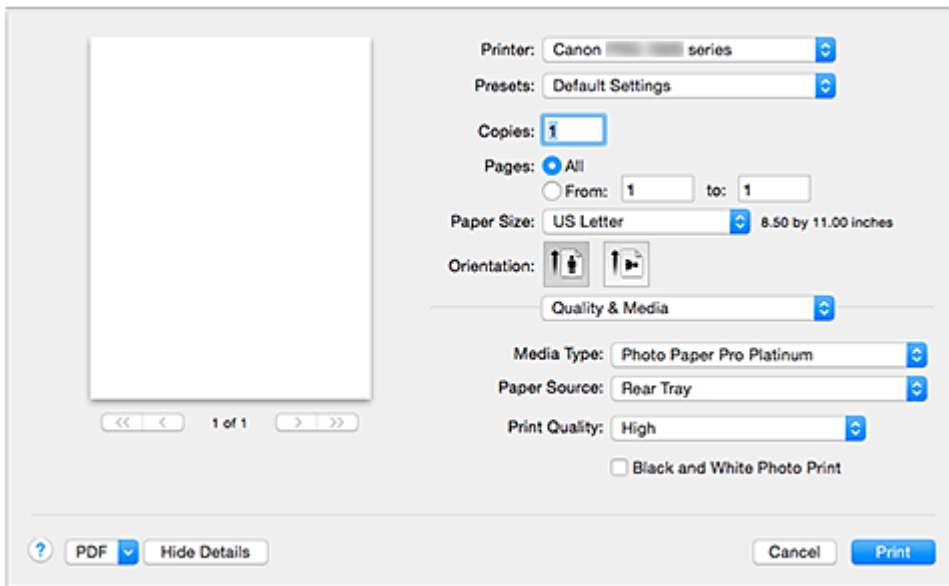 Printer: Canon series
Presets: Default Settings
Copies: 1
Pages: All
From: 1 to: 1
Paper Size: US Letter 8.50 by 11.00 inches
Orientation:
Quality & Media
Media Type: Photo Paper Pro Platinum
Paper Source: Rear Tray
1 of 1
Print Quality: High
Black and White Photo Print
? PDF Hide Details Cancel Print